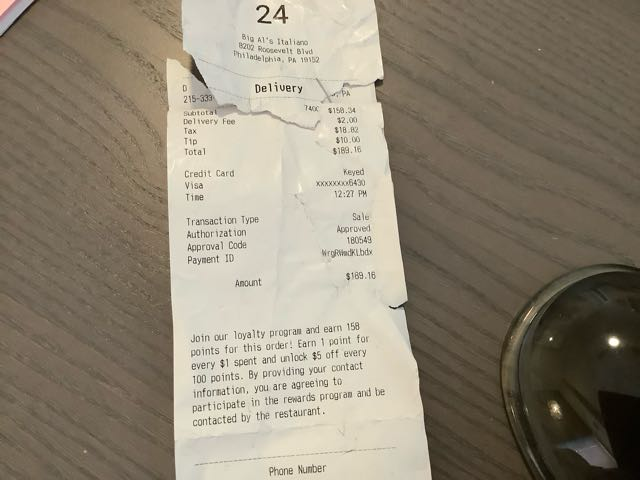 24
Big Al's Italiano
8202 Roosevelt Blvd
Philadelphia, PA 19152
Delivery
D , PA
215-333 7400
Subtotal $158.34
Delivery Fee $2.00
Tax $18.82
Tip $10.00
Total $189.16
Credit Card Keyed
Visa xxxxxxxx6430
Time 12:27 PM
Transaction Type Sale
Authorization Approved
Approval Code 180549
Payment ID
Amount $189.16
Join our loyalty program and earn 158
points for this order! Earn 1 point for
every $1 spent and unlock $5 off every
100 points. By providing your contact
information, you are agreeing to
participate in the rewards program and be
contacted by the restaurant.
Phone Number